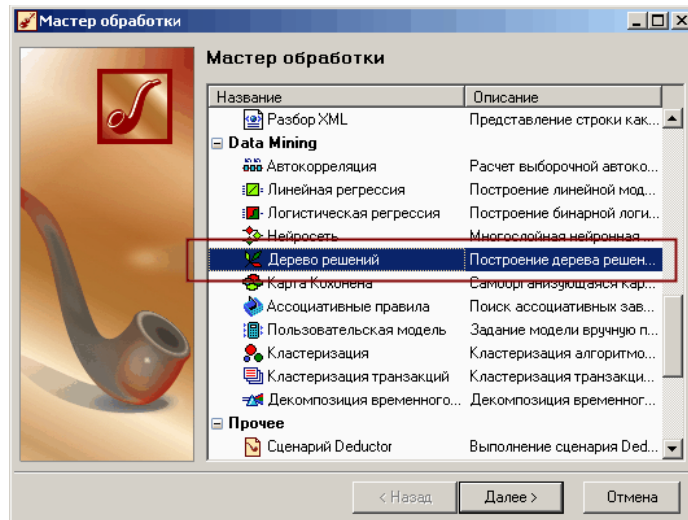 Мастер обработки
Мастер обработки
Название Описание
Разбор XML Представление строки как...
Data Mining
Автокорреляция Расчет выборочной автоко...
Линейная регрессия Построение линейной мод...
Логистическая регрессия Построение бинарной логи...
Нейросеть Многослойная нейронная ...
Дерево решений Построение дерева решен...
Карта Кохонена Самоорганизующаяся кар...
Ассоциативные правила Поиск ассоциативных зав...
Пользовательская модель Задание модели вручную п...
Кластеризация Кластеризация алгоритмо...
Кластеризация транзакций Кластеризация транзакци...
Декомпозиция временного... Декомпозиция временног...
Прочее
Сценарий Deductor Выполнение сценария Ded...
< Назад Далее > Отмена